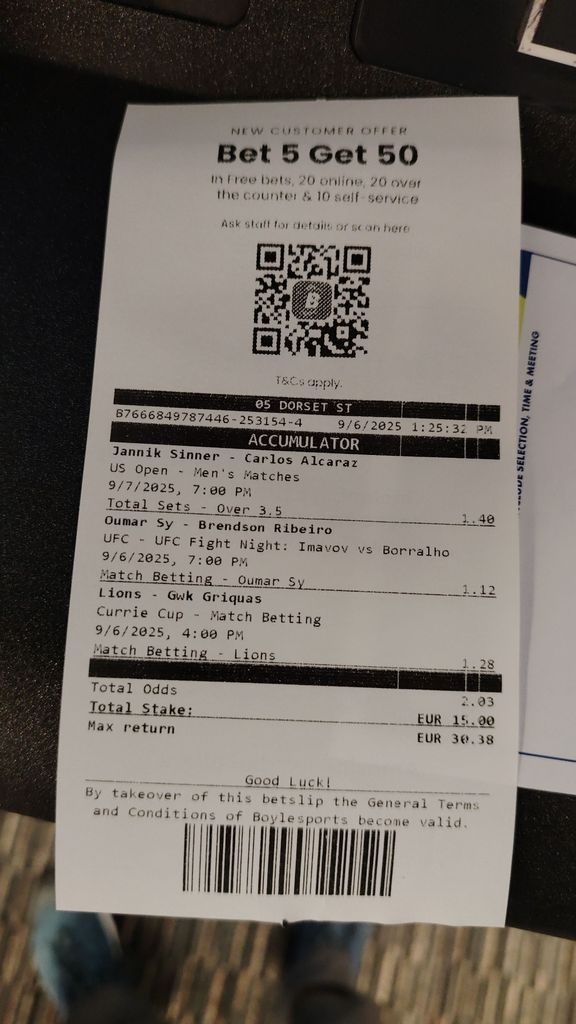 NEW CUSTOMER OFFER
Bet 5 Get 50
In Free bets, 20 online, 20 over
the counter & 10 self-service
Ask staff for details or scan here
B
T&Cs apply.
05 DORSET ST
B7666849787446-253154-4 9/6/2025 1:25:32 PM
ACCUMULATOR
Jannik Sinner - Carlos Alcaraz
US Open - Men's Matches
9/7/2025, 7:00 PM
Total Sets - Over 3.5 1.40
Oumar Sy - Brendson Ribeiro
UFC - UFC Fight Night: Imavov vs Borralho
9/6/2025, 7:00 PM
Match Betting - Oumar Sy 1.12
Lions - Gwk Griquas
Currie Cup - Match Betting
9/6/2025, 4:00 PM
Match Betting - Lions 1.28
Total Odds 2.03
Total Stake: EUR 15.00
Max return EUR 30.38
Good Luck!
By takeover of this betslip the General Terms
and Conditions of Boylesports become valid.
SELECTION, TIME & MEETING